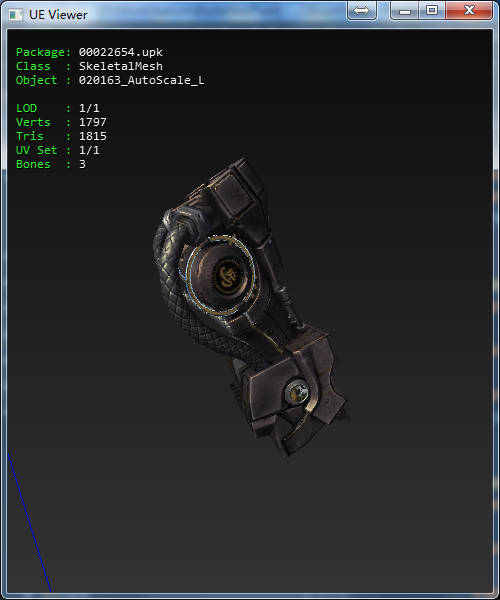 UE Viewer
Package: 00022654.upk
Class : SkeletalMesh
Object : 020163_AutoScale_L
LOD : 1/1
Verts : 1797
Tris : 1815
UV Set : 1/1
Bones : 3